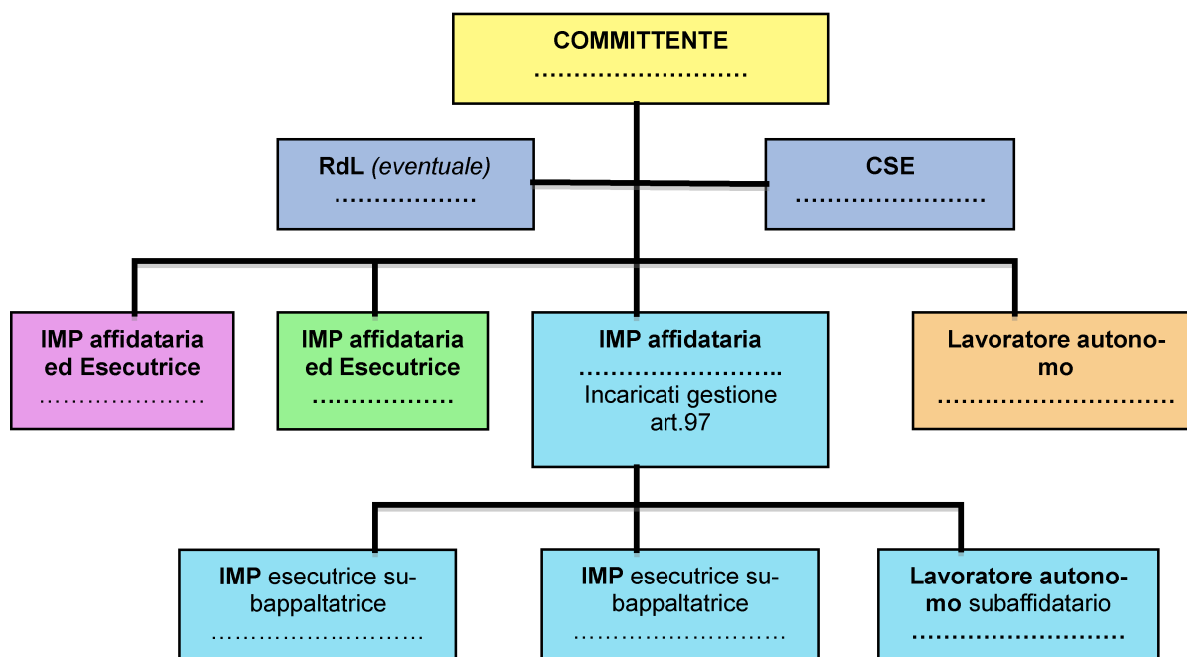 COMMITTENTE
……………………………
RdL (eventuale)
………………..
CSE
………………………
IMP affidataria
ed Esecutrice
…………………
IMP affidataria
ed Esecutrice
………………..
IMP affidataria
………………………..
Incaricati gestione
art.97
Lavoratore autono-
mo
……………………………
IMP esecutrice su-
bappaltatrice
………………………
IMP esecutrice su-
bappaltatrice
………………………
Lavoratore autono-
mo subaffidatario
………………………